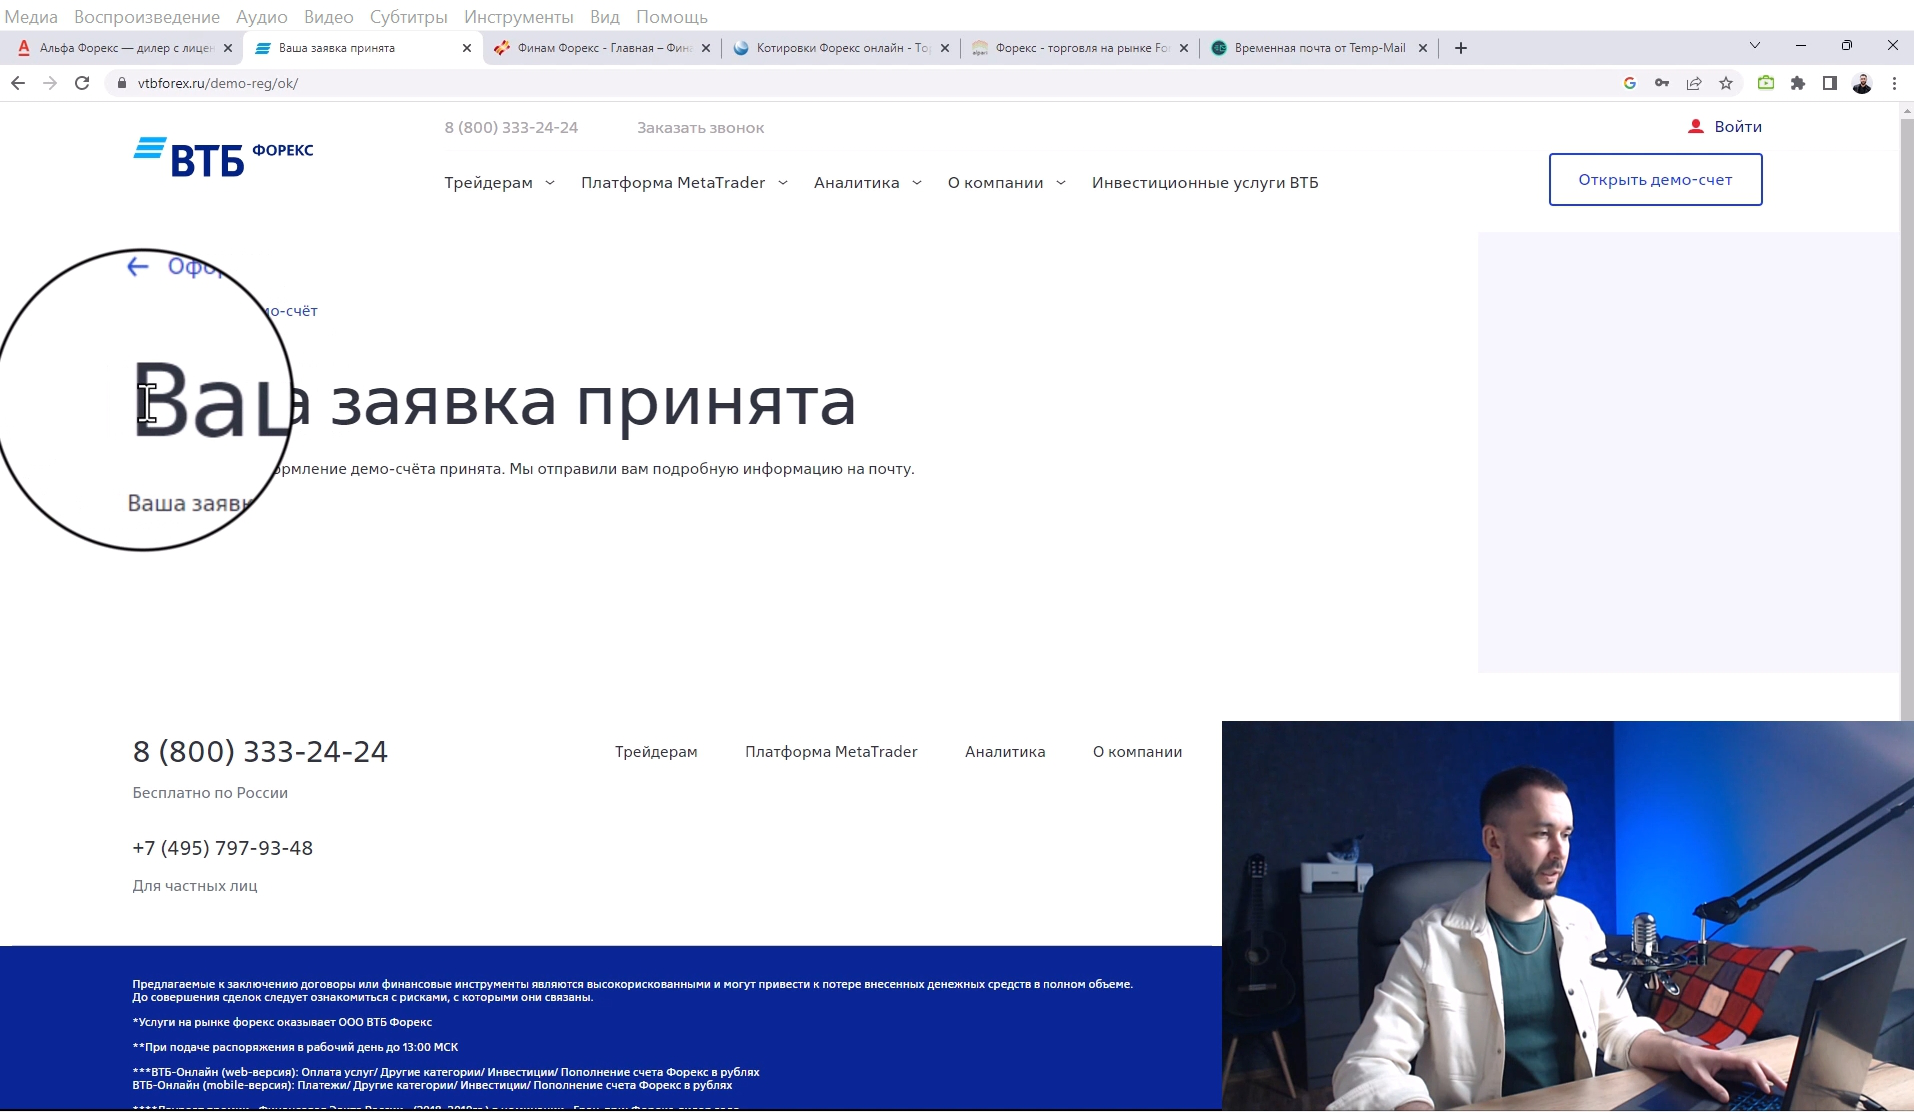 Медиа Воспроизведение Аудио Видео Субтитры Инструменты Вид Помощь
Альфа Форекс — дилер с лицен
Ваша заявка принята
Финам Форекс - Главная – Фин
Котировки Форекс онлайн - То
Форекс - торговля на рынке Fo
Временная почта от Temp-Mail
vtbforex.ru/demo-reg/ok/
8 (800) 333-24-24 Заказать звонок
Войти
ВТБ ФОРЕКС
Трейдерам Платформа MetaTrader Аналитика О компании Инвестиционные услуги ВТБ
Открыть демо-счет
← Офор
мо-счёт
Ваша заявка принята
ормление демо-счёта принята. Мы отправили вам подробную информацию на почту.
Ваша заявк
8 (800) 333-24-24
Трейдерам Платформа MetaTrader Аналитика О компании
Бесплатно по России
+7 (495) 797-93-48
Для частных лиц
Предлагаемые к заключению договоры или финансовые инструменты являются высокорискованными и могут привести к потере внесенных денежных средств в полном объеме.
До совершения сделок следует ознакомиться с рисками, с которыми они связаны.
*Услуги на рынке форекс оказывает ООО ВТБ Форекс
**При подаче распоряжения в рабочий день до 13:00 МСК
***ВТБ-Онлайн (web-версия): Оплата услуг/ Другие категории/ Инвестиции/ Пополнение счета Форекс в рублях
ВТБ-Онлайн (mobile-версия): Платежи/ Другие категории/ Инвестиции/ Пополнение счета Форекс в рублях